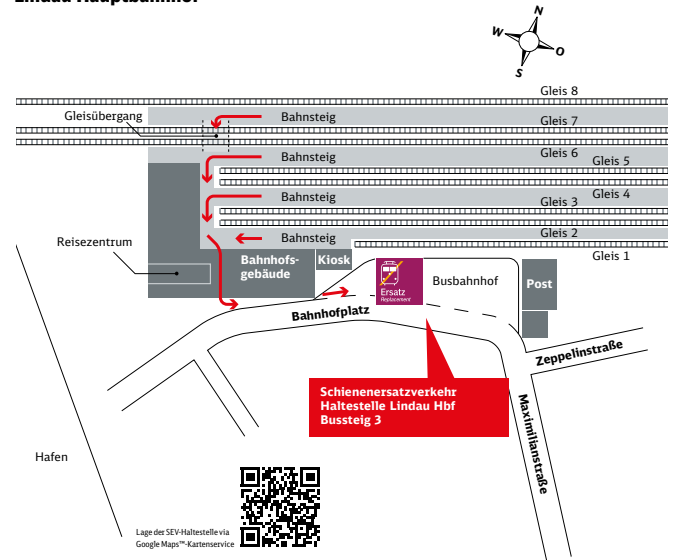 Lindau Hauptbahnhof
N
W
O
S
Gleis 8
Gleisübergang
Bahnsteig
Gleis 7
Bahnsteig
Gleis 6
Gleis 5
Bahnsteig
Gleis 4
Gleis 3
Bahnsteig
Gleis 2
Gleis 1
Reisezentrum
Bahnhofs-
gebäude
Kiosk
Ersatz
Replacement
Busbahnhof
Post
Bahnhofplatz
Zeppelinstraße
Maximilianstraße
Schienenersatzverkehr
Haltestelle Lindau Hbf
Bussteig 3
Hafen
Lage der SEV-Haltestelle via
Google Maps™-Kartenservice